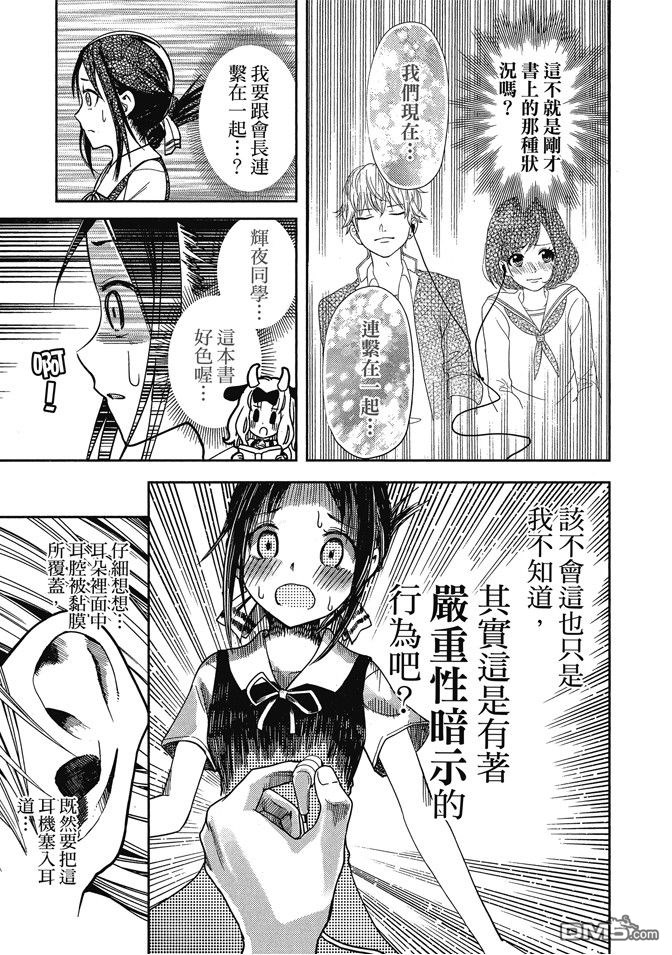 這不就是剛才
書上的那種狀
況嗎？
我們現在…
連繫在一起…
我要跟會長連
繫在一起…？
輝夜同學…
這本書
好色喔…
該不會這也只是
我不知道，
其實這是有著
嚴重性暗示的
行為吧？
仔細想想…
耳朵裡面中
耳腔被黏膜
所覆蓋，
既然要把這
耳機塞入耳
道…